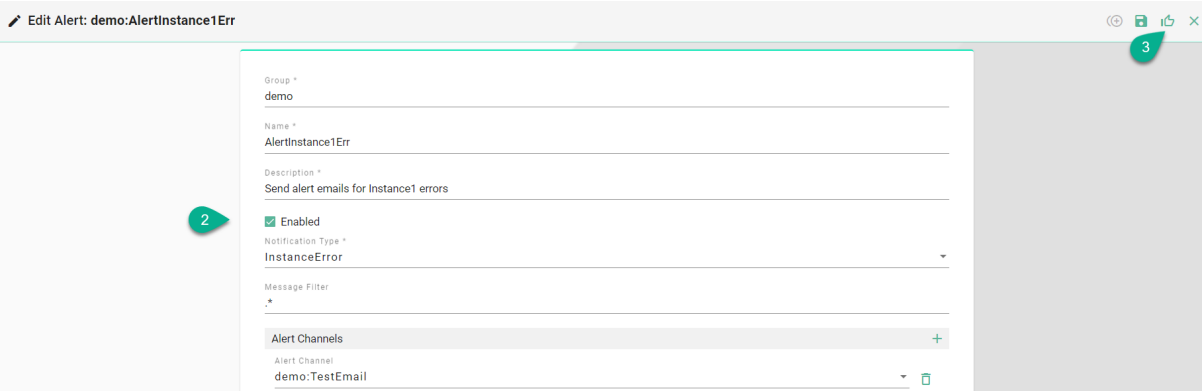 Edit Alert: demo:AlertInstance1Err
3
Group *
demo
Name *
AlertInstance1Err
Description *
Send alert emails for Instance1 errors
2
Enabled
Notification Type *
InstanceError
Message Filter
.*
Alert Channels
Alert Channel
demo:TestEmail